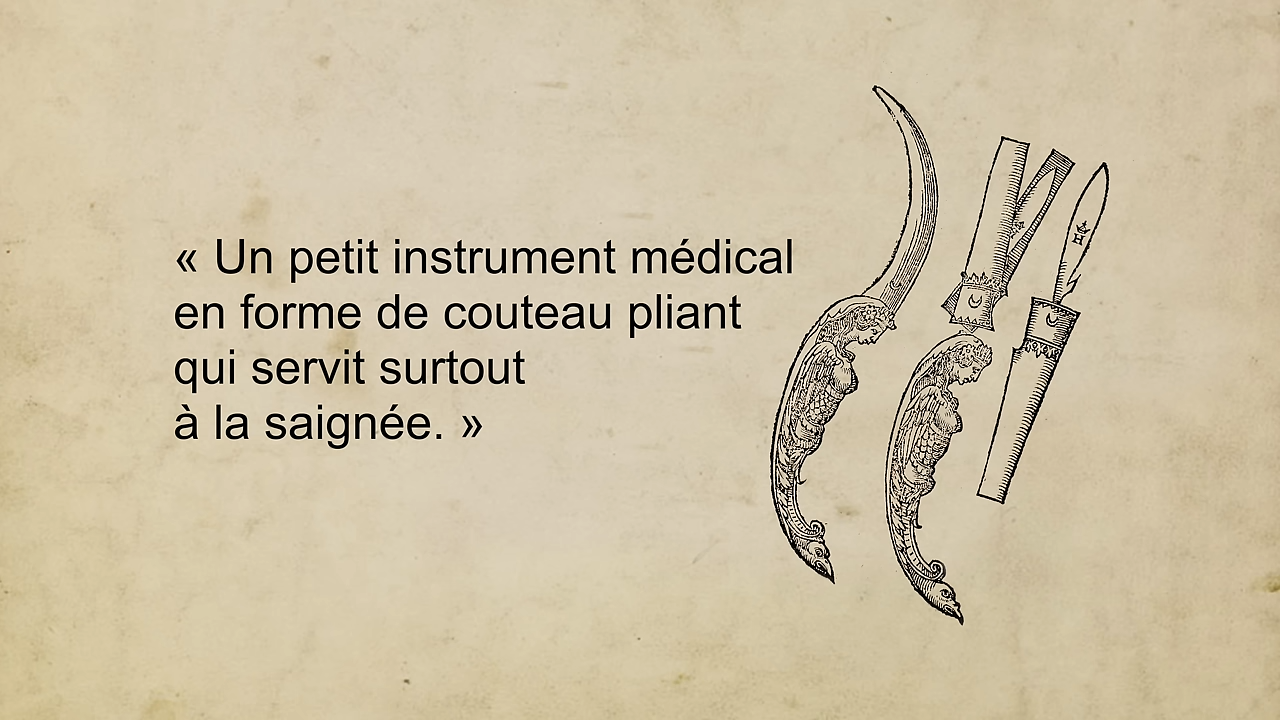 « Un petit instrument médical
en forme de couteau pliant
qui servit surtout
à la saignée. »